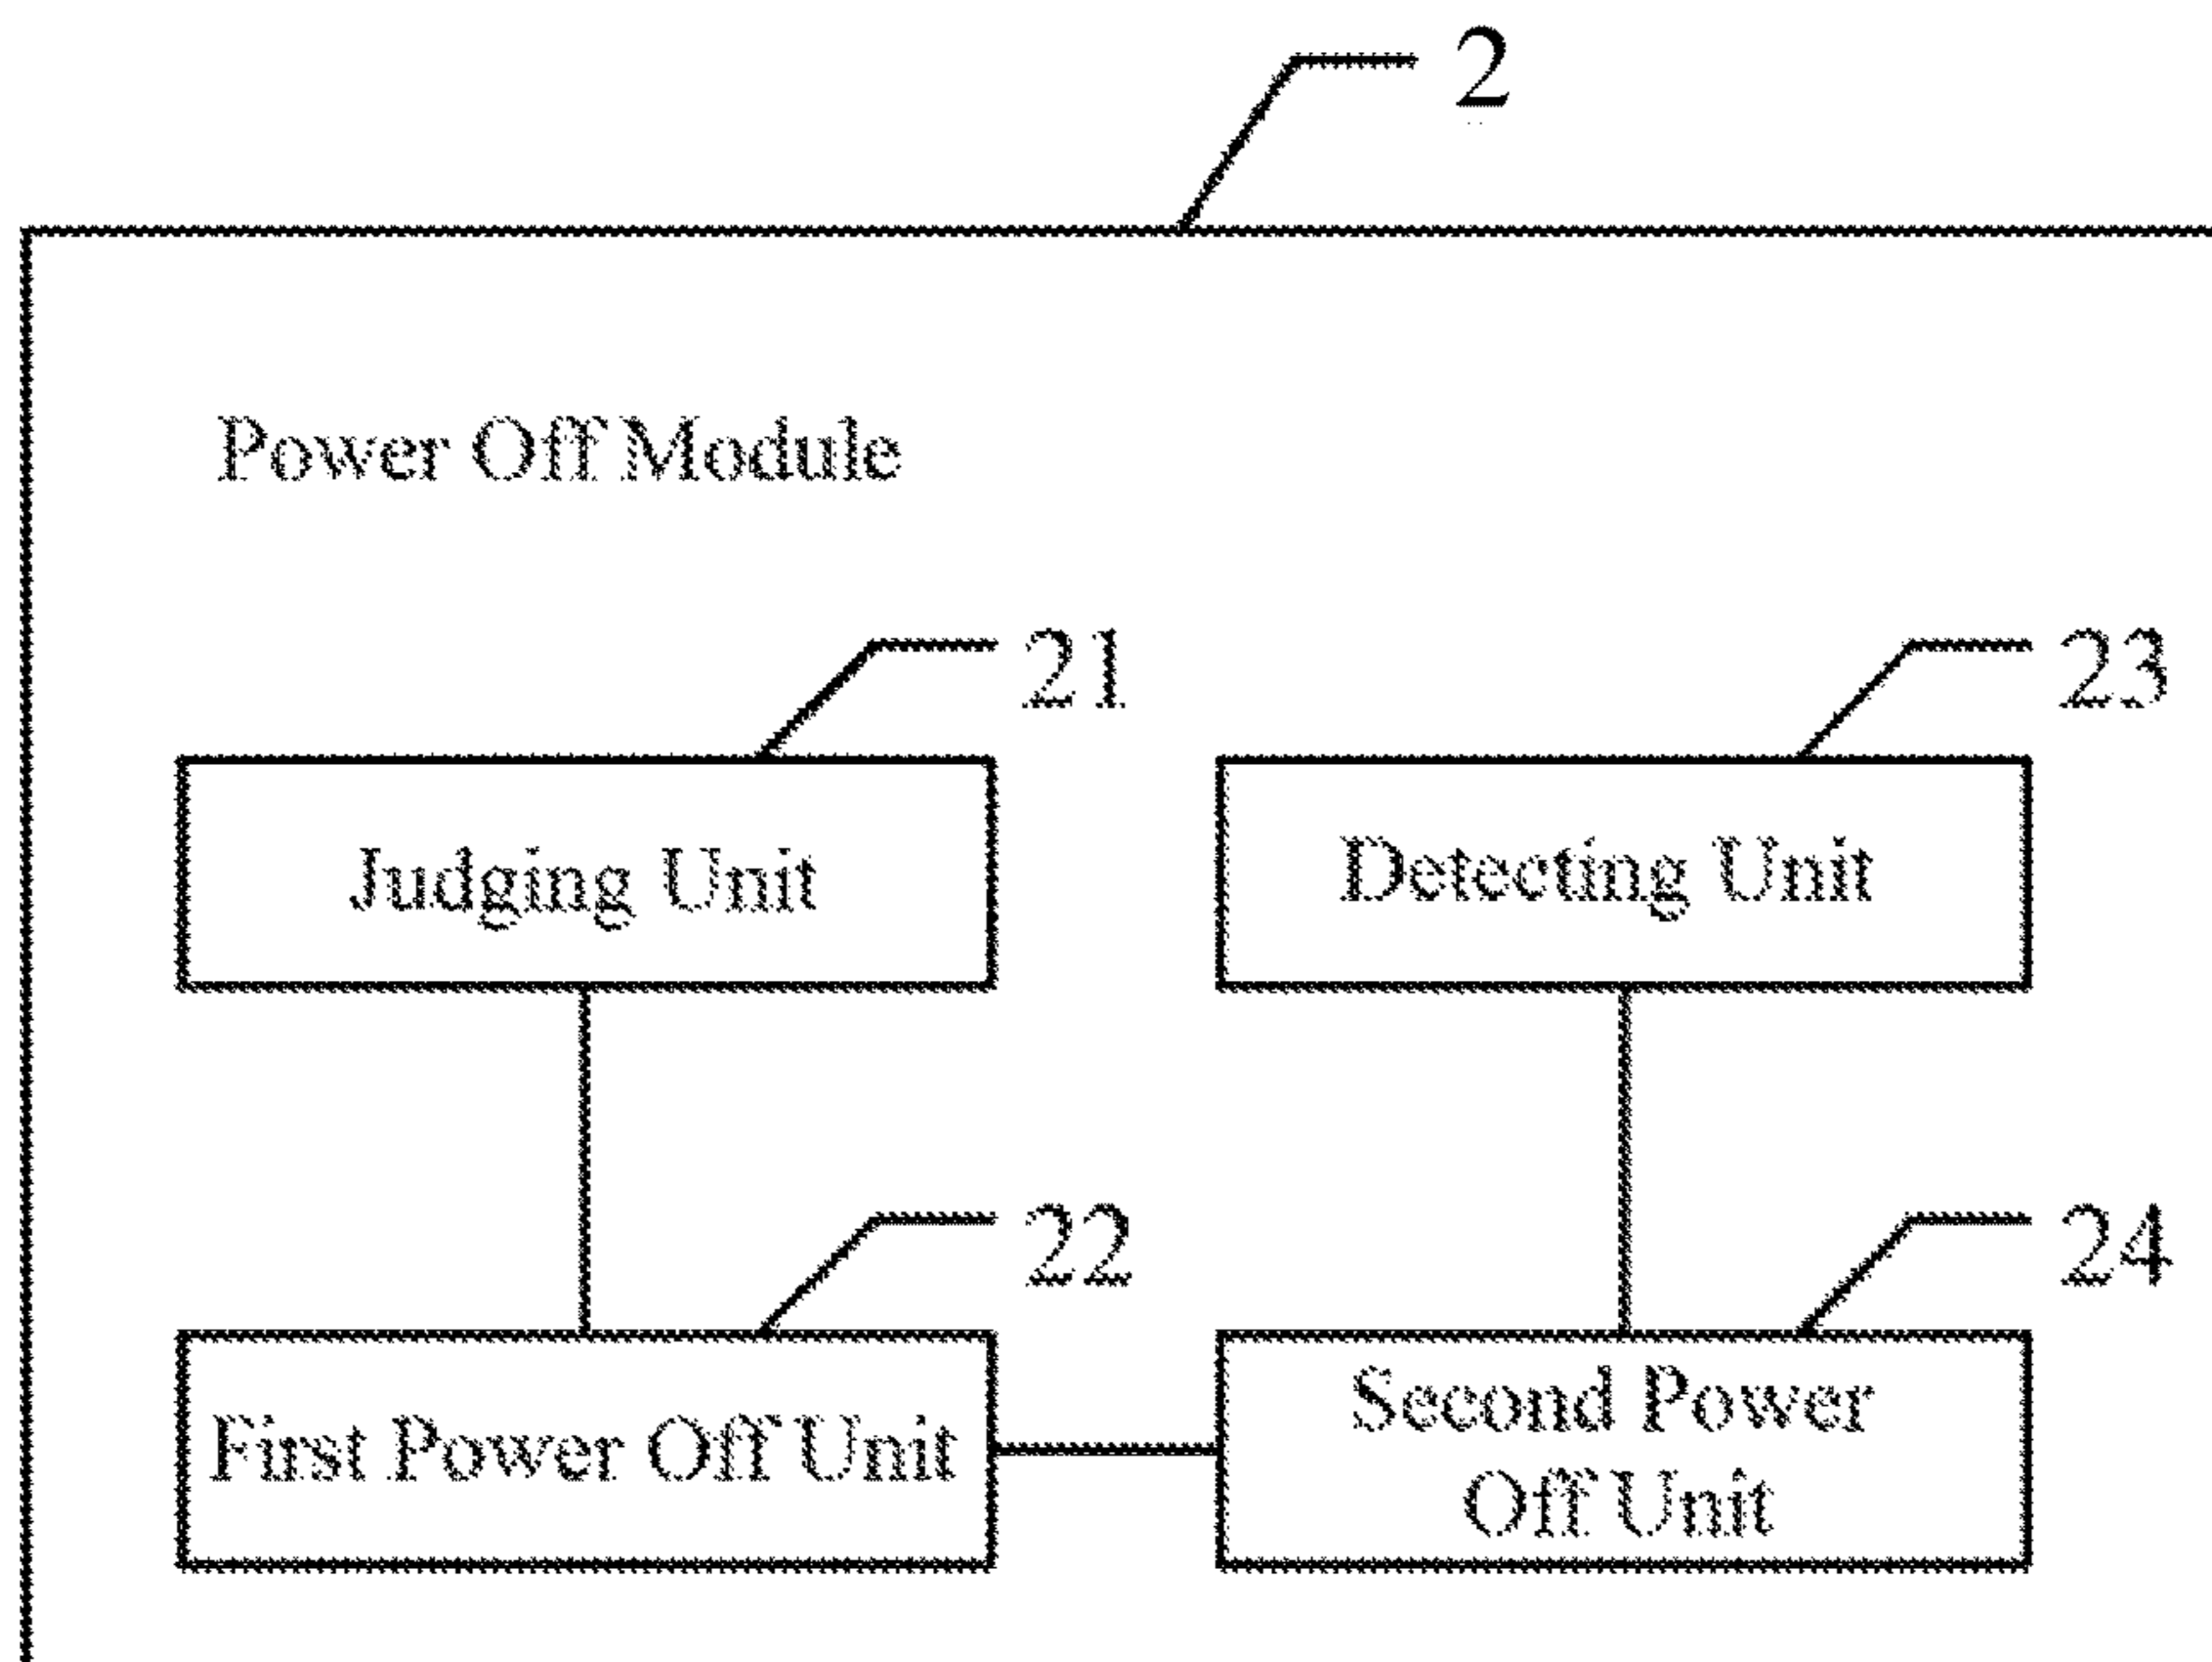 2
Power Off Module
21
23
Judging Unit
Detecting Unit
22
24
First Power Off Unit
Second Power
Off Unit